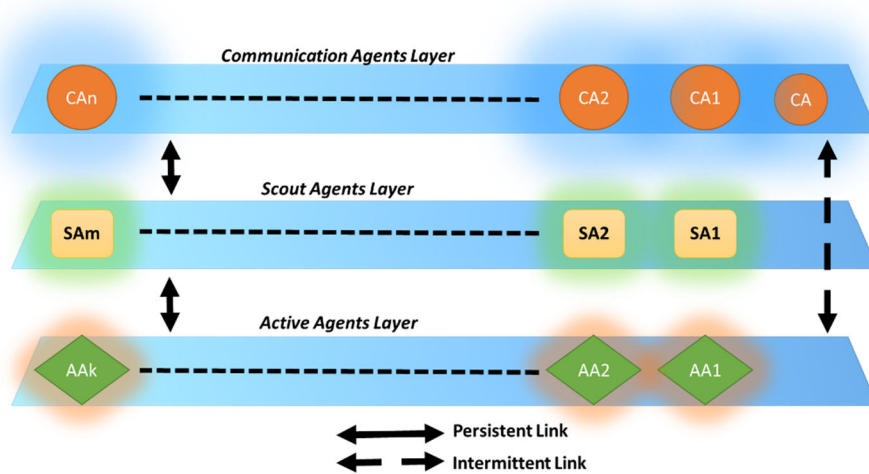 Communication Agents Layer
CAn CA2 CA1 CA
Scout Agents Layer
SAm SA2 SA1
Active Agents Layer
AAk AA2 AA1
Persistent Link
Intermittent Link